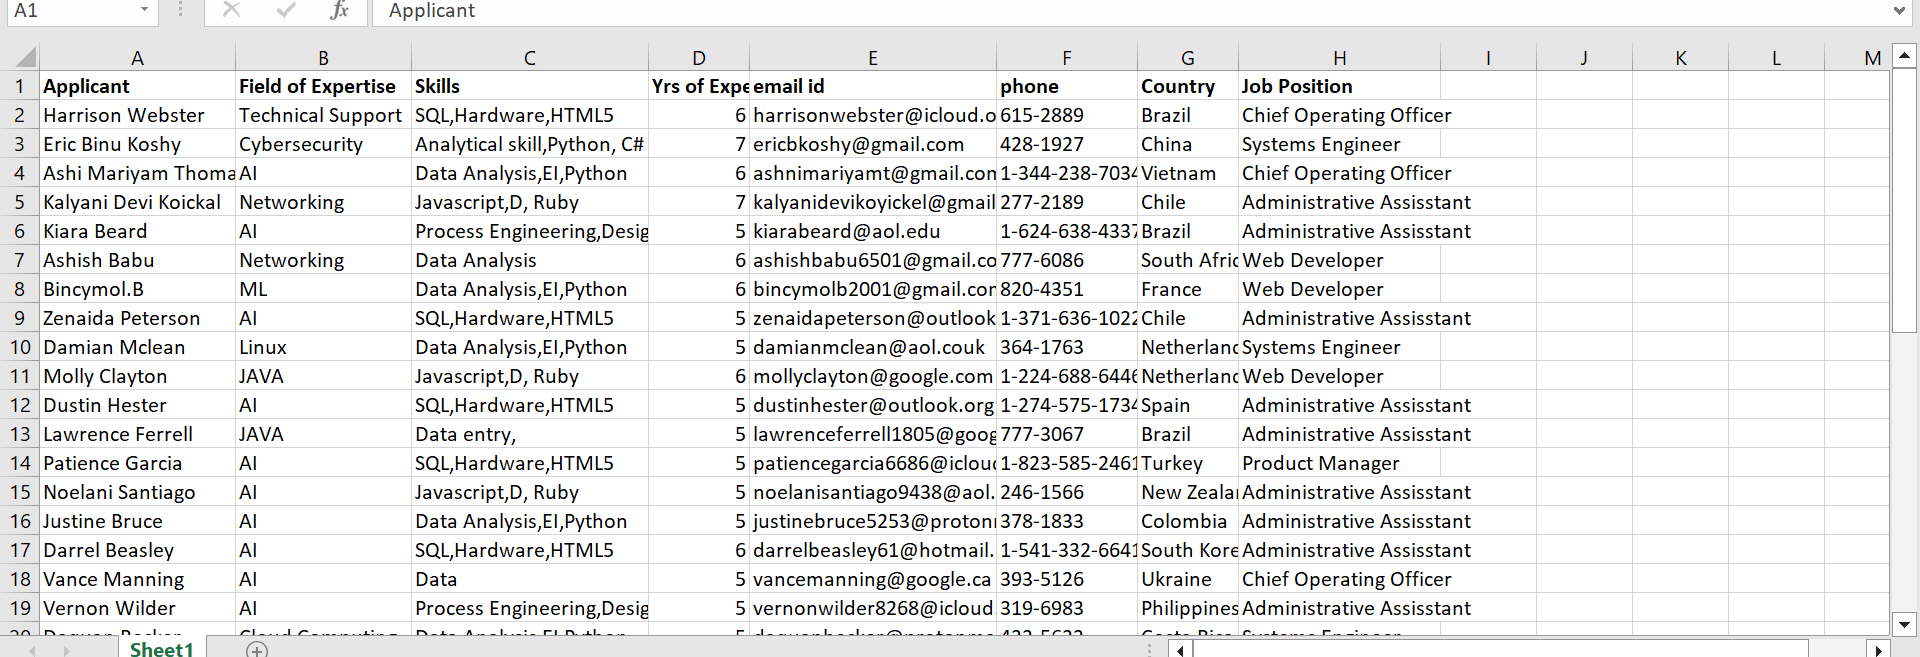 A1 fx Applicant
A B C D E F G H I J K L M
1 Applicant Field of Expertise Skills Yrs of Expe email id phone Country Job Position
2 Harrison Webster Technical Support SQL,Hardware,HTML5 6 harrisonwebster@icloud.o 615-2889 Brazil Chief Operating Officer
3 Eric Binu Koshy Cybersecurity Analytical skill,Python, C# 7 ericbkoshy@gmail.com 428-1927 China Systems Engineer
4 Ashi Mariyam Thoma AI Data Analysis,EI,Python 6 ashnimariyamt@gmail.com 1-344-238-7034 Vietnam Chief Operating Officer
5 Kalyani Devi Koickal Networking Javascript,D, Ruby 7 kalyanidevikoyickel@gmail 277-2189 Chile Administrative Assisstant
6 Kiara Beard AI Process Engineering,Desig 5 kiarabeard@aol.edu 1-624-638-4337 Brazil Administrative Assisstant
7 Ashish Babu Networking Data Analysis 6 ashishbabu6501@gmail.co 777-6086 South Afric Web Developer
8 Bincymol.B ML Data Analysis,EI,Python 6 bincymolb2001@gmail.com 820-4351 France Web Developer
9 Zenaida Peterson AI SQL,Hardware,HTML5 5 zenaidapeterson@outlook 1-371-636-1022 Chile Administrative Assisstant
10 Damian Mclean Linux Data Analysis,EI,Python 5 damianmclean@aol.couk 364-1763 Netherland Systems Engineer
11 Molly Clayton JAVA Javascript,D, Ruby 6 mollyclayton@google.com 1-224-688-6446 Netherland Web Developer
12 Dustin Hester AI SQL,Hardware,HTML5 5 dustinhester@outlook.org 1-274-575-1734 Spain Administrative Assisstant
13 Lawrence Ferrell JAVA Data entry, 5 lawrenceferrell1805@goog 777-3067 Brazil Administrative Assisstant
14 Patience Garcia AI SQL,Hardware,HTML5 5 patiencegarcia6686@iclouc 1-823-585-2461 Turkey Product Manager
15 Noelani Santiago AI Javascript,D, Ruby 5 noelanisantiago9438@aol. 246-1566 New Zealar Administrative Assisstant
16 Justine Bruce AI Data Analysis,EI,Python 5 justinebruce5253@proton 378-1833 Colombia Administrative Assisstant
17 Darrel Beasley AI SQL,Hardware,HTML5 6 darrelbeasley61@hotmail. 1-541-332-6641 South Kore Administrative Assisstant
18 Vance Manning AI Data 5 vancemanning@google.ca 393-5126 Ukraine Chief Operating Officer
19 Vernon Wilder AI Process Engineering,Desig 5 vernonwilder8268@icloud. 319-6983 Philippines Administrative Assisstant
Sheet1